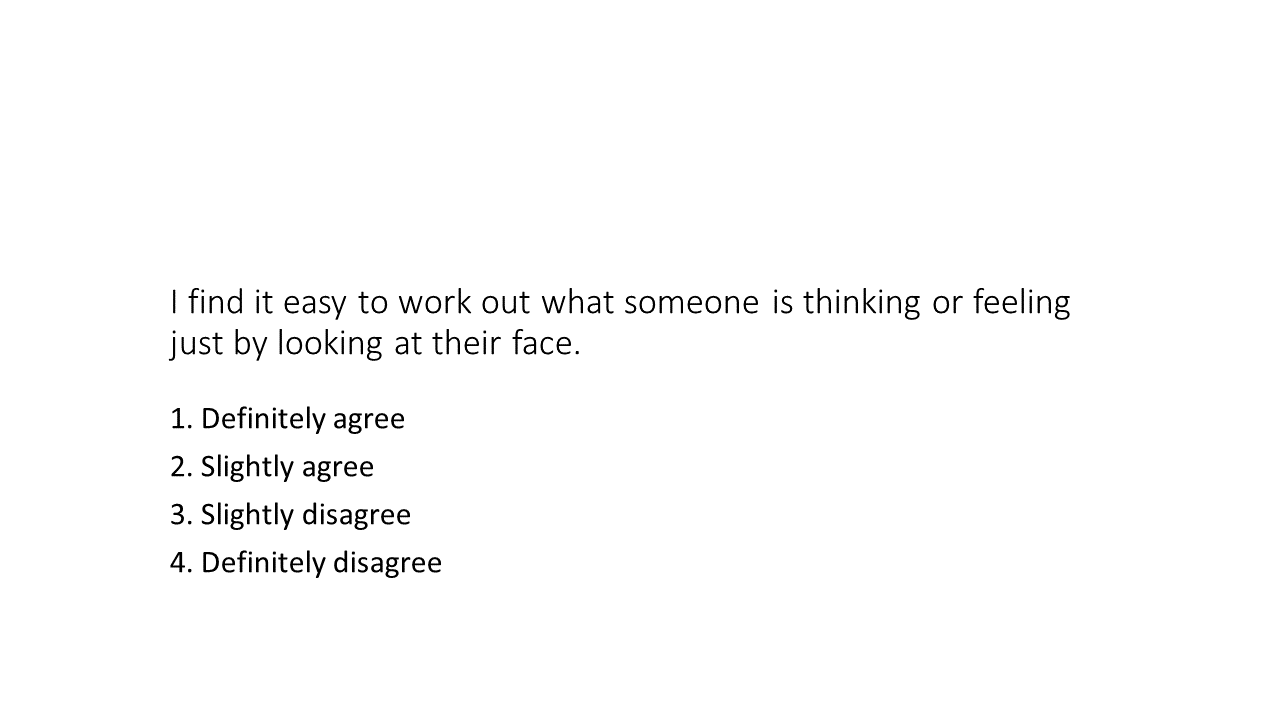 I find it easy to work out what someone is thinking or feeling
just by looking at their face.
1. Definitely agree
2. Slightly agree
3. Slightly disagree
4. Definitely disagree